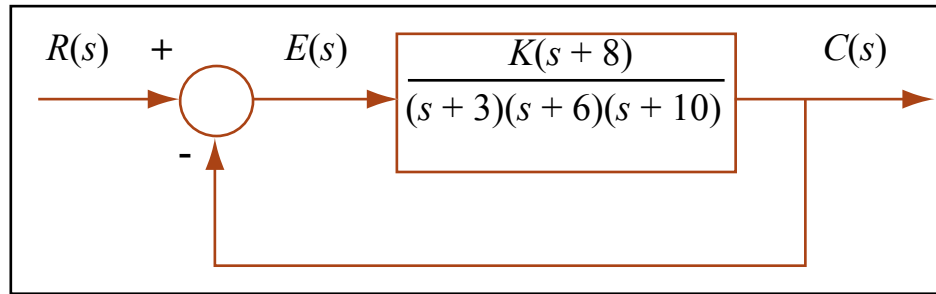 R(s) + E(s) K(s + 8) C(s)
(s + 3)(s + 6)(s + 10)
-